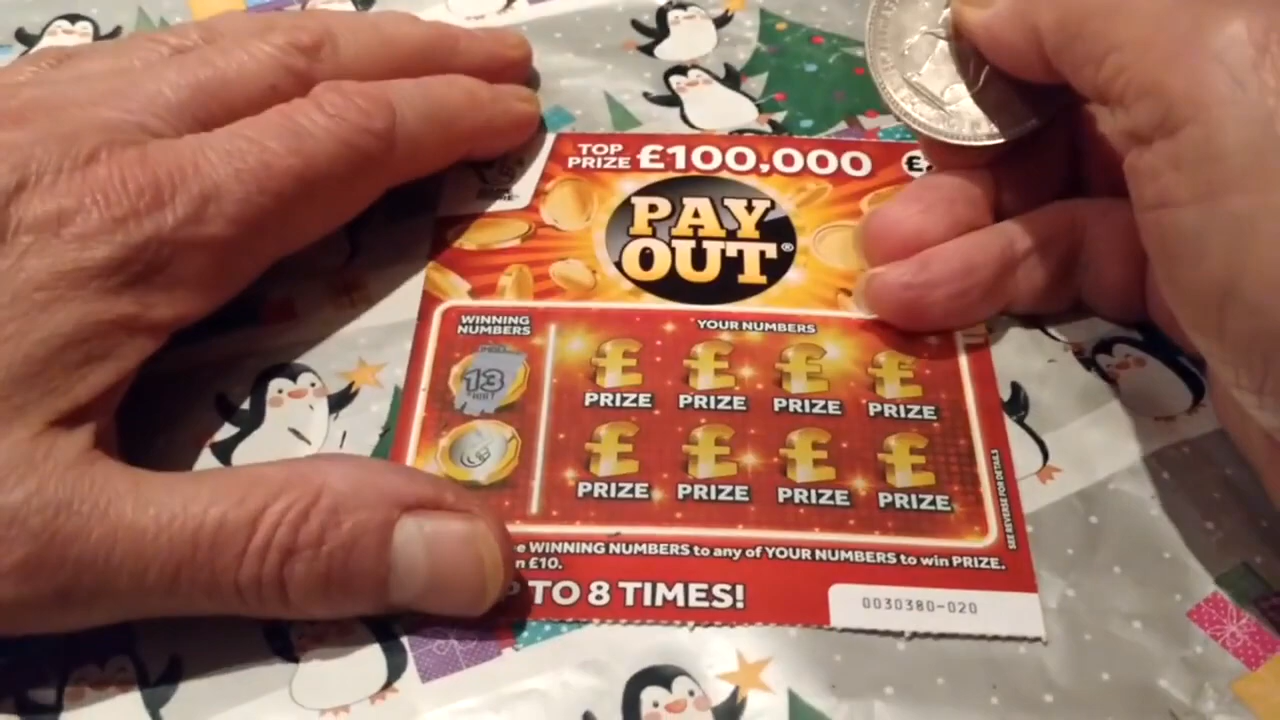 TOP
PRIZE £100,000
PAY
OUT®
WINNING
NUMBERS
YOUR NUMBERS
13
£ £ £ £
PRIZE PRIZE PRIZE PRIZE
£ £ £ £
PRIZE PRIZE PRIZE PRIZE
SEE REVERSE FOR DETAILS
WINNING NUMBERS to any of YOUR NUMBERS to win PRIZE.
£10.
TO 8 TIMES!
0030380-020